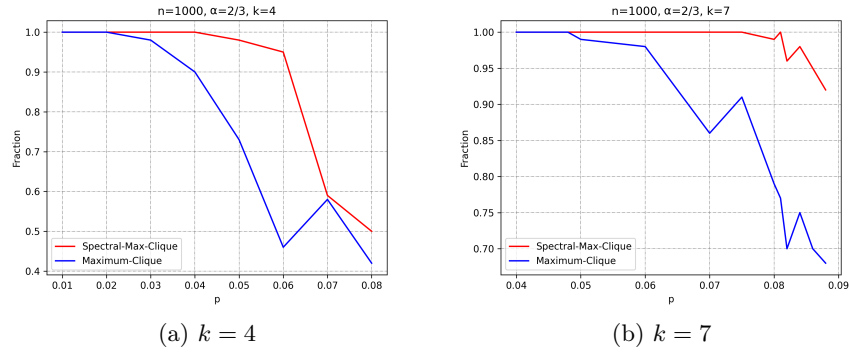 n=1000, α=2/3, k=4
Fraction
1.0
0.9
0.8
0.7
0.6
0.5
0.4
Spectral-Max-Clique
Maximum-Clique
0.01 0.02 0.03 0.04 0.05 0.06 0.07 0.08
p
(a) k = 4
n=1000, α=2/3, k=7
Fraction
1.00
0.95
0.90
0.85
0.80
0.75
0.70
Spectral-Max-Clique
Maximum-Clique
0.04 0.05 0.06 0.07 0.08 0.09
p
(b) k = 7